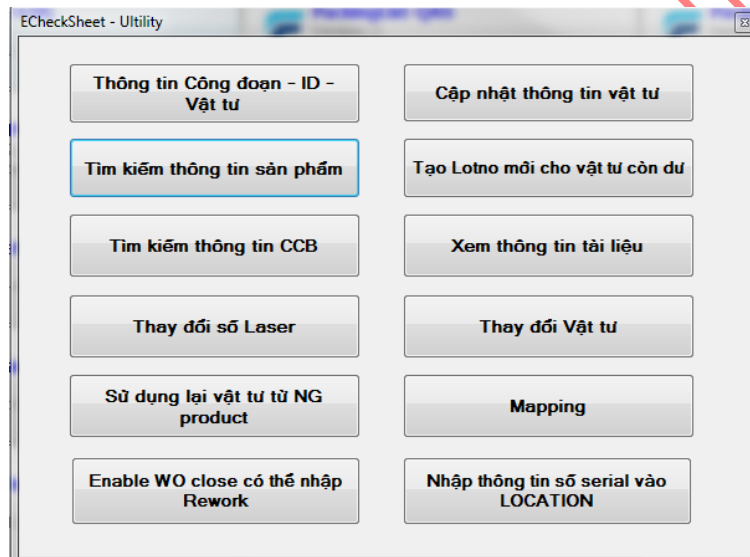 ECheckSheet - Ultility
Thông tin Công đoạn - ID -
Vật tư
Cập nhật thông tin vật tư
Tìm kiếm thông tin sản phẩm
Tạo Lotno mới cho vật tư còn dư
Tìm kiếm thông tin CCB
Xem thông tin tài liệu
Thay đổi số Laser
Thay đổi Vật tư
Sử dụng lại vật tư từ NG
product
Mapping
Enable WO close có thể nhập
Rework
Nhập thông tin số serial vào
LOCATION